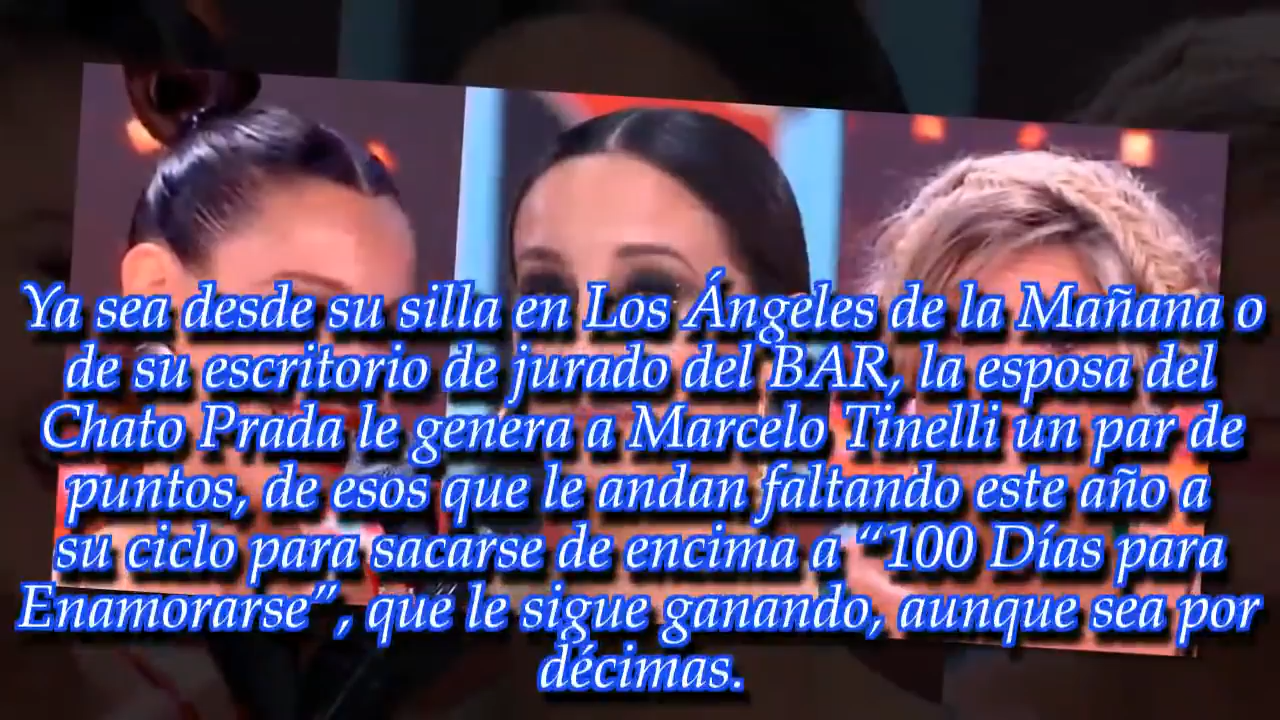 Ya sea desde su silla en Los Ángeles de la Mañana o
de su escritorio de jurado del BAR, la esposa del
Chato Prada le genera a Marcelo Tinelli un par de
puntos, de esos que le andan faltando este año a
su ciclo para sacarse de encima a “100 Días para
Enamorarse”, que le sigue ganando, aunque sea por
décimas.